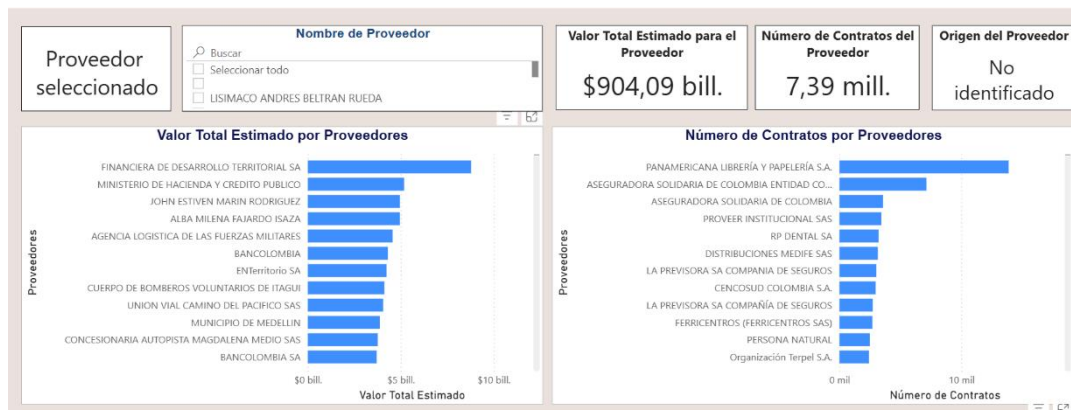 Proveedor
seleccionado
Nombre de Proveedor
Buscar
Seleccionar todo
LISIMACO ANDRES BELTRAN RUEDA
Valor Total Estimado para el
Proveedor
$904,09 bill.
Número de Contratos del
Proveedor
7,39 mill.
Origen del Proveedor
No
identificado
Valor Total Estimado por Proveedores
Proveedores
FINANCIERA DE DESARROLLO TERRITORIAL SA
MINISTERIO DE HACIENDA Y CREDITO PUBLICO
JOHN ESTIVEN MARIN RODRIGUEZ
ALBA MILENA FAJARDO ISAZA
AGENCIA LOGISTICA DE LAS FUERZAS MILITARES
BANCOLOMBIA
ENTerritorio SA
CUERPO DE BOMBEROS VOLUNTARIOS DE ITAGUI
UNION VIAL CAMINO DEL PACIFICO SAS
MUNICIPIO DE MEDELLIN
CONCESIONARIA AUTOPISTA MAGDALENA MEDIO SAS
BANCOLOMBIA SA
$0 bill. $5 bill. $10 bill.
Valor Total Estimado
Número de Contratos por Proveedores
Proveedores
PANAMERICANA LIBRERÍA Y PAPELERÍA S.A.
ASEGURADORA SOLIDARIA DE COLOMBIA ENTIDAD CO...
ASEGURADORA SOLIDARIA DE COLOMBIA
PROVEER INSTITUCIONAL SAS
RP DENTAL SA
DISTRIBUCIONES MEDIFE SAS
LA PREVISORA SA COMPANIA DE SEGUROS
CENCOSUD COLOMBIA S.A.
LA PREVISORA SA COMPAÑÍA DE SEGUROS
FERRICENTROS (FERRICENTROS SAS)
PERSONA NATURAL
Organización Terpel S.A.
0 mil 10 mil
Número de Contratos